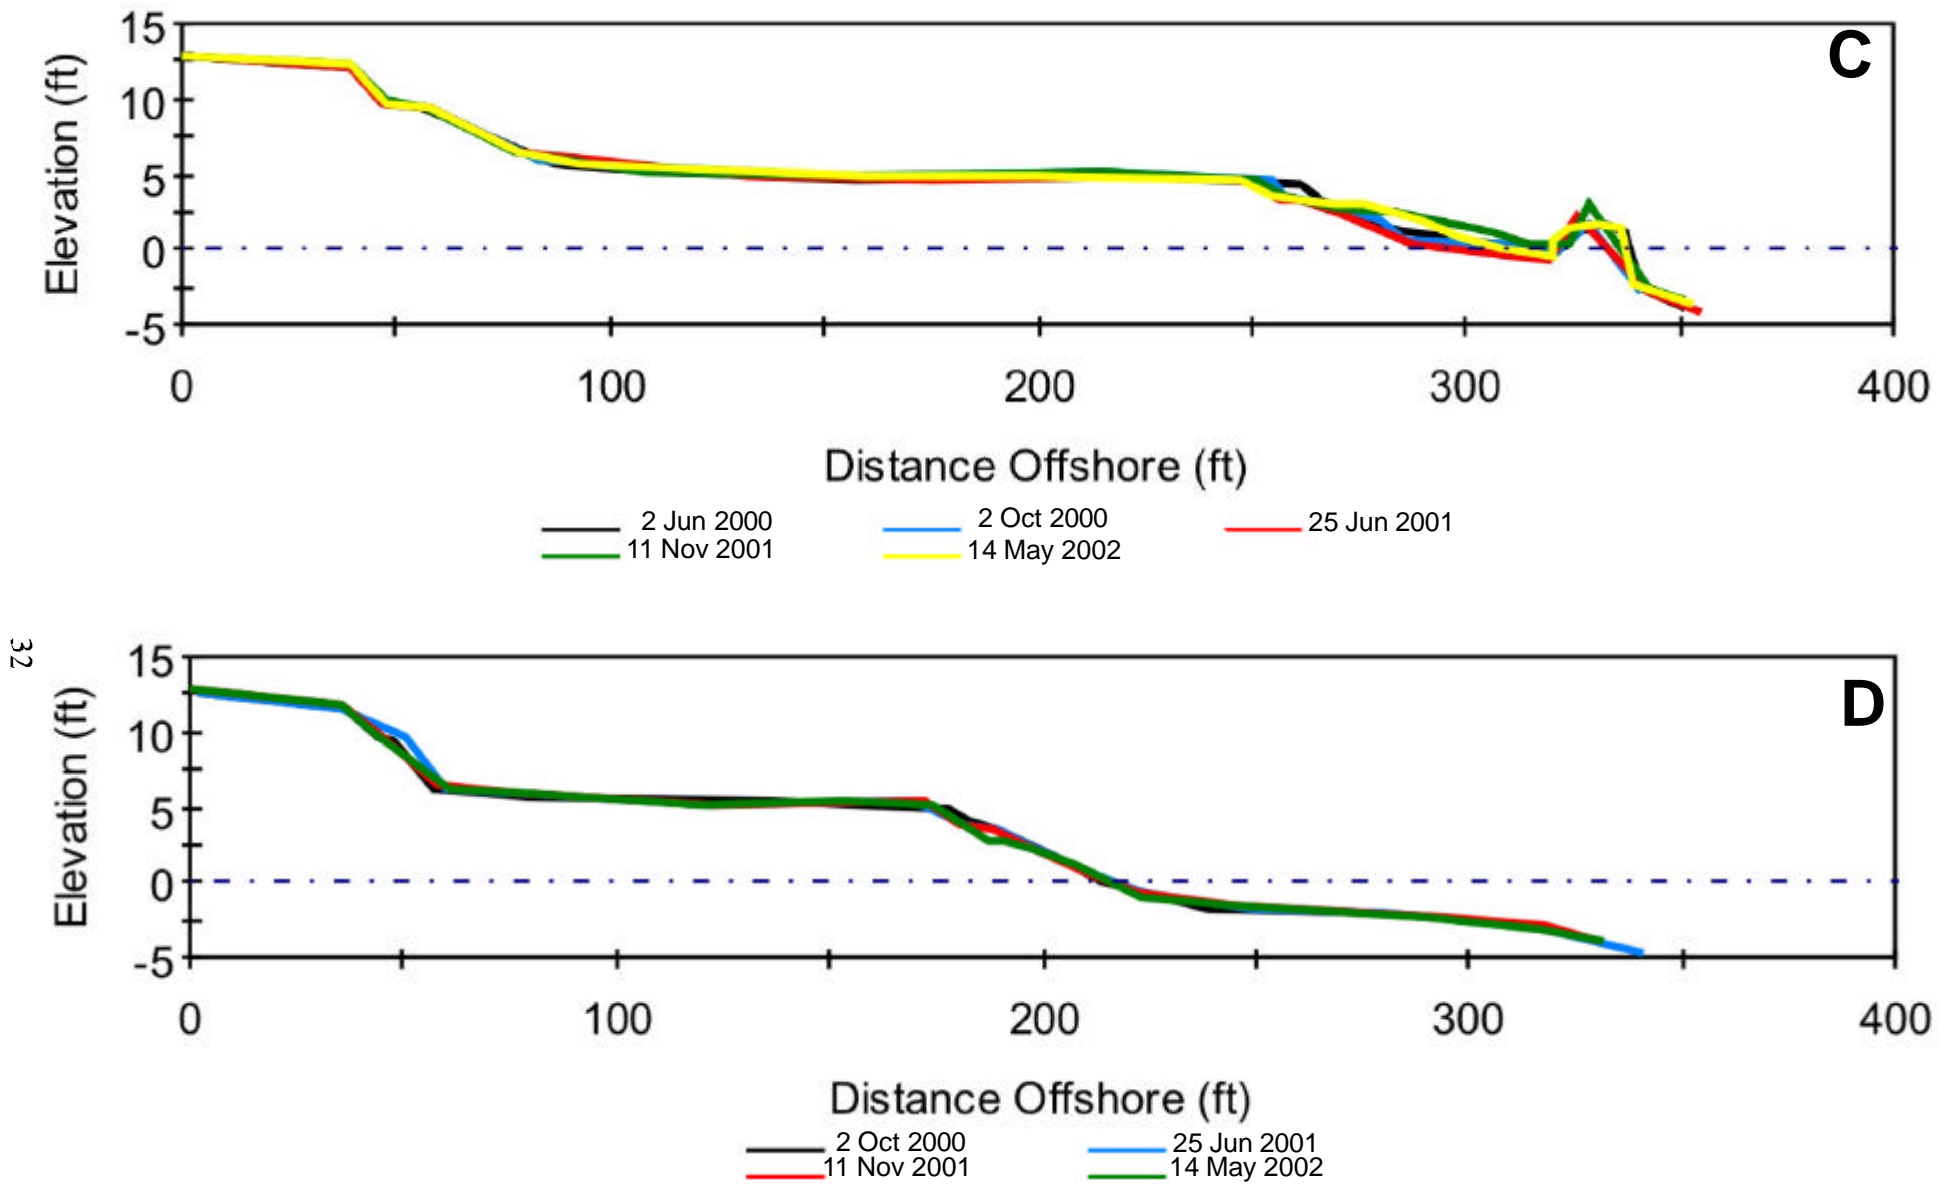 C
Elevation (ft)
15
10
5
0
-5
0 100 200 300 400
Distance Offshore (ft)
2 Jun 2000 2 Oct 2000 25 Jun 2001
11 Nov 2001 14 May 2002
32
D
Elevation (ft)
15
10
5
0
-5
0 100 200 300 400
Distance Offshore (ft)
2 Oct 2000 25 Jun 2001
11 Nov 2001 14 May 2002